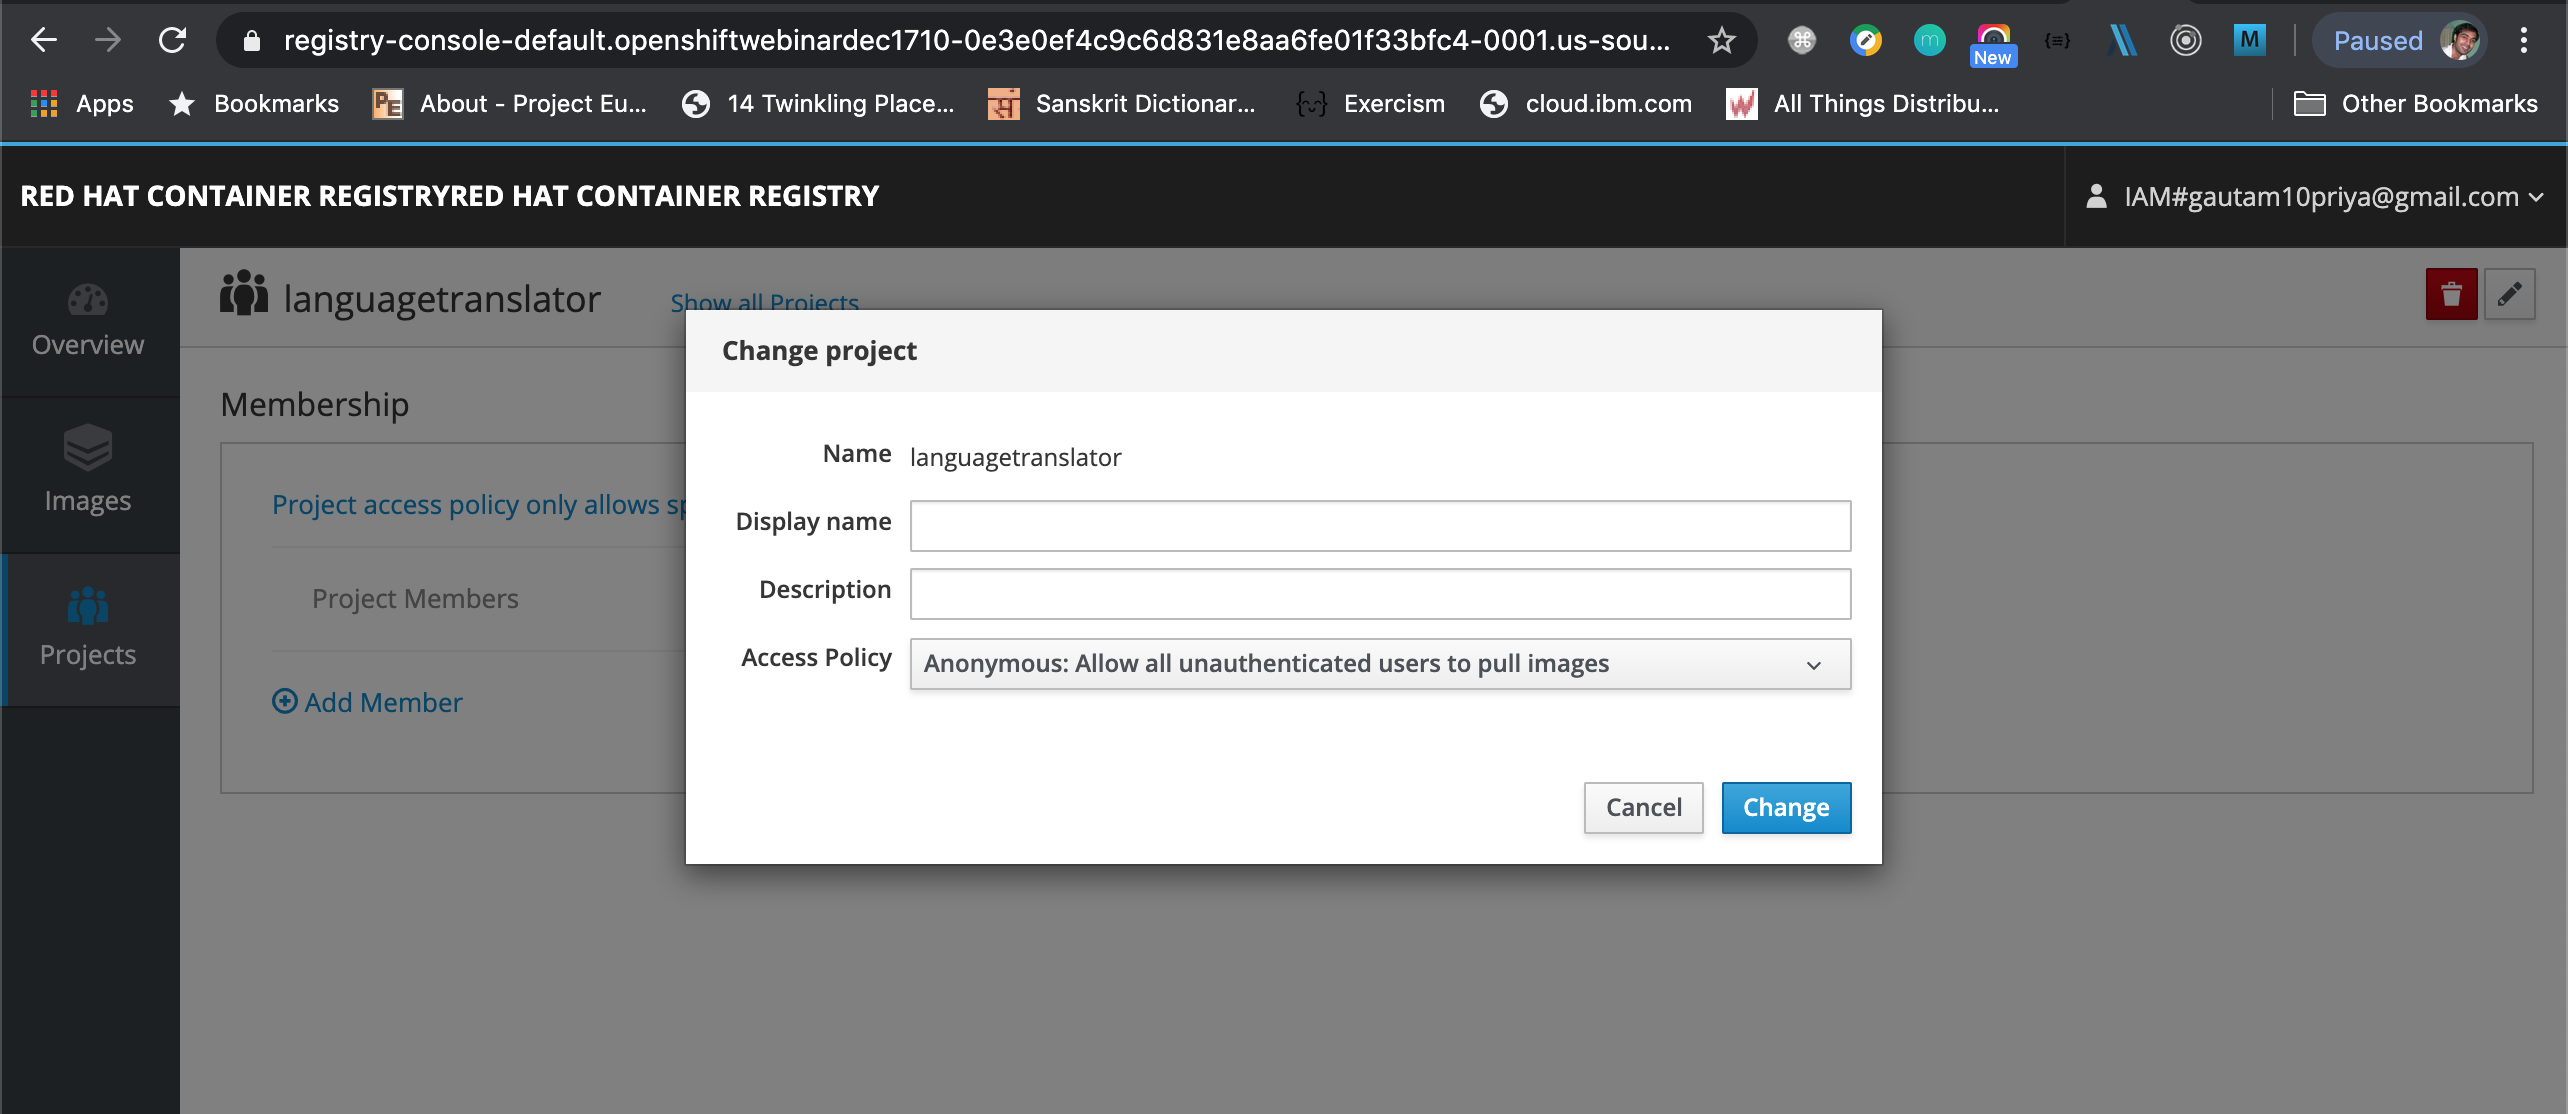 registry-console-default.openshiftwebinardec1710-0e3e0ef4c9c6d831e8aa6fe01f33bfc4-0001.us-sou...
New
{≡}
m
M
Paused
Apps
Bookmarks
PE
About - Project Eu...
14 Twinkling Place...
सं
Sanskrit Dictionar...
Exercism
cloud.ibm.com
W
All Things Distribu...
Other Bookmarks
RED HAT CONTAINER REGISTRYRED HAT CONTAINER REGISTRY
IAM#gautam10priya@gmail.com
Overview
Images
Projects
languagetranslator
Show all Projects
Membership
Project access policy only allows sp
Project Members
Add Member
Change project
Name
languagetranslator
Display name
Description
Access Policy
Anonymous: Allow all unauthenticated users to pull images
Cancel
Change